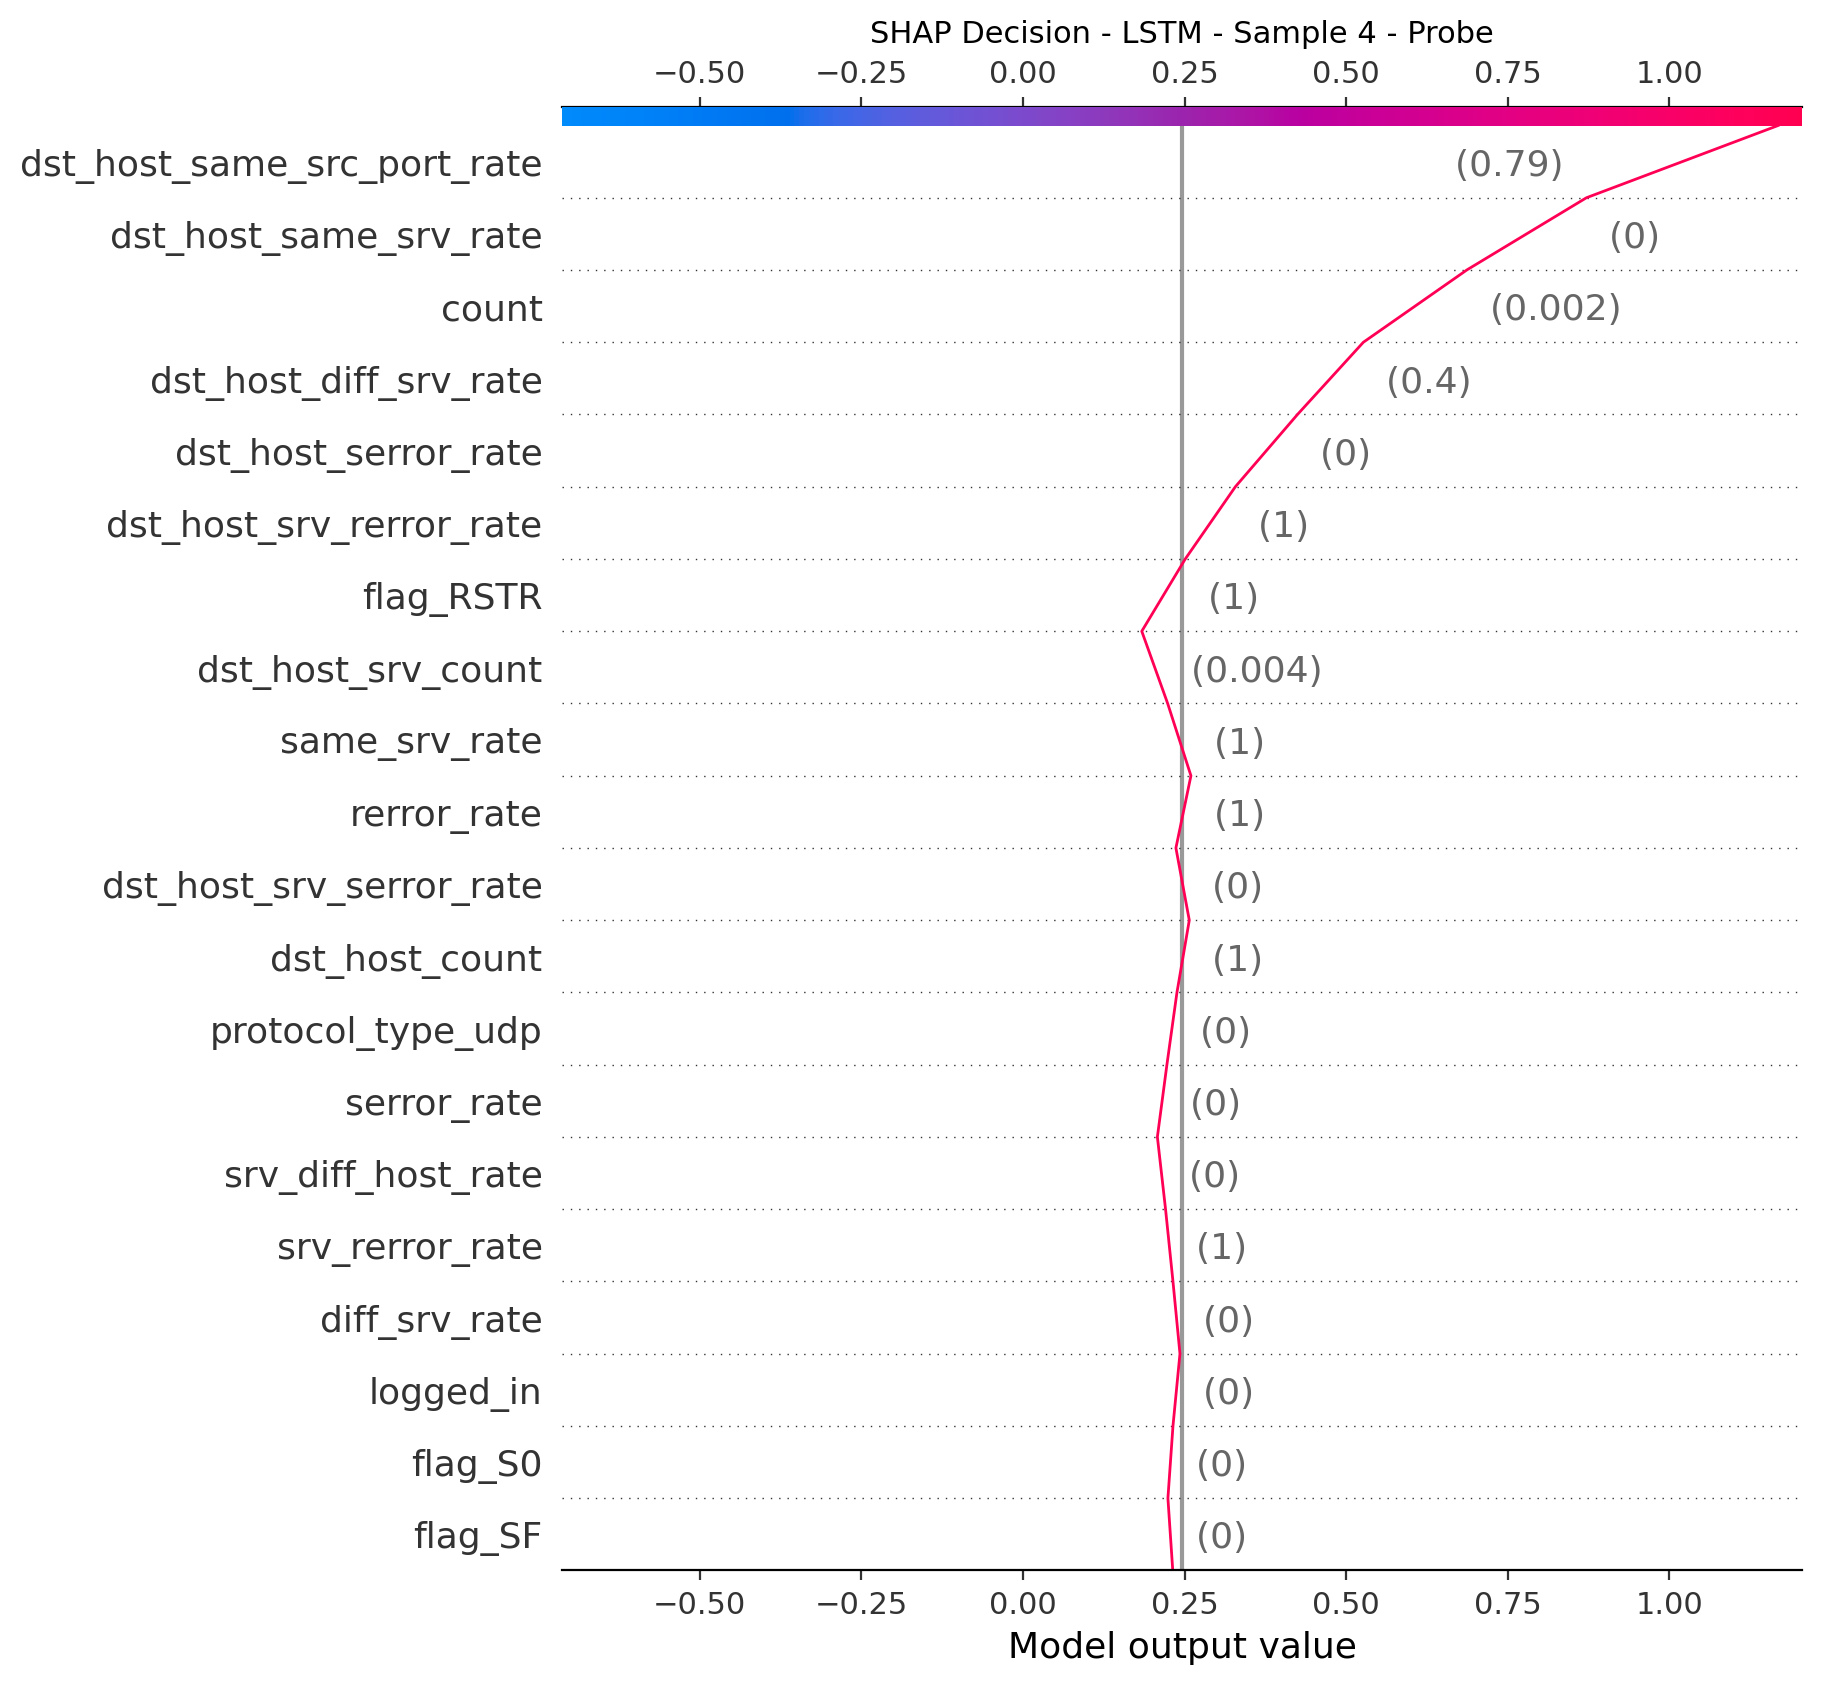 SHAP Decision - LSTM - Sample 4 - Probe
−0.50 −0.25 0.00 0.25 0.50 0.75 1.00
dst_host_same_src_port_rate (0.79)
dst_host_same_srv_rate (0)
count (0.002)
dst_host_diff_srv_rate (0.4)
dst_host_serror_rate (0)
dst_host_srv_rerror_rate (1)
flag_RSTR (1)
dst_host_srv_count (0.004)
same_srv_rate (1)
rerror_rate (1)
dst_host_srv_serror_rate (0)
dst_host_count (1)
protocol_type_udp (0)
serror_rate (0)
srv_diff_host_rate (0)
srv_rerror_rate (1)
diff_srv_rate (0)
logged_in (0)
flag_S0 (0)
flag_SF (0)
−0.50 −0.25 0.00 0.25 0.50 0.75 1.00
Model output value